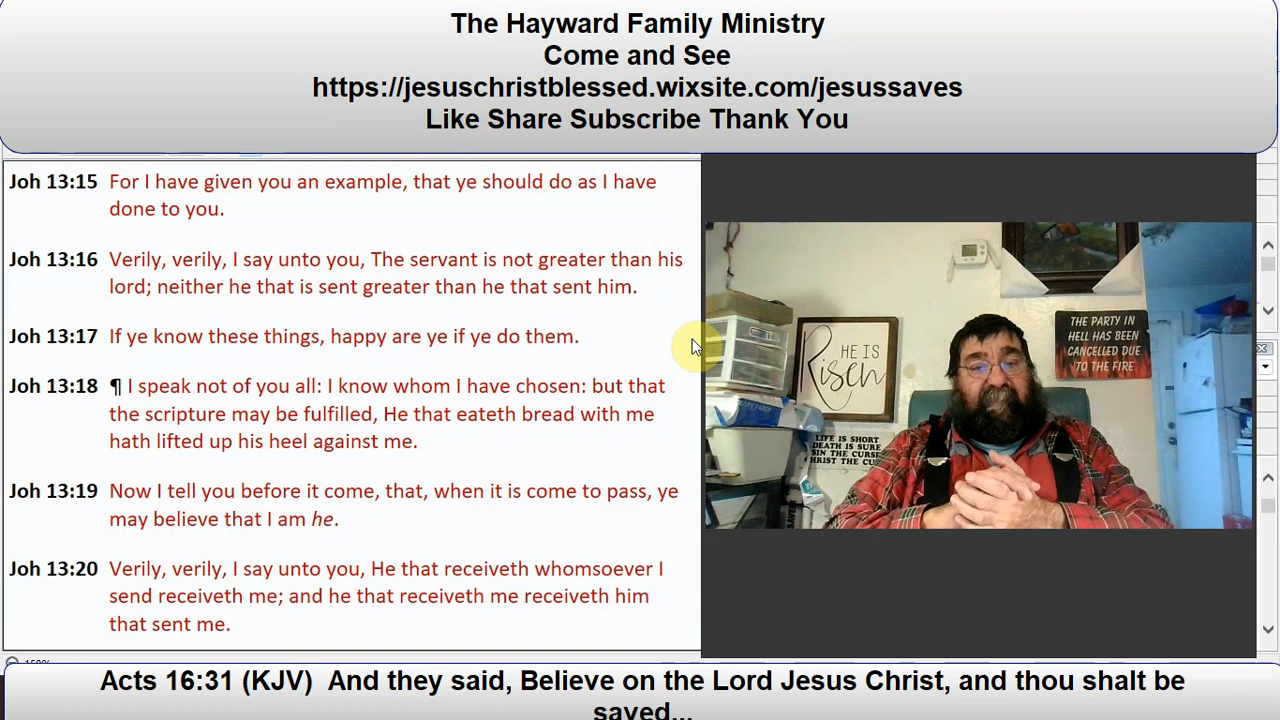 The Hayward Family Ministry
Come and See
https://jesuschristblessed.wixsite.com/jesussaves
Like Share Subscribe Thank You
Joh 13:15 For I have given you an example, that ye should do as I have
done to you.
Joh 13:16 Verily, verily, I say unto you, The servant is not greater than his
lord; neither he that is sent greater than he that sent him.
Joh 13:17 If ye know these things, happy are ye if ye do them.
Joh 13:18 ¶ I speak not of you all: I know whom I have chosen: but that
the scripture may be fulfilled, He that eateth bread with me
hath lifted up his heel against me.
Joh 13:19 Now I tell you before it come, that, when it is come to pass, ye
may believe that I am he.
Joh 13:20 Verily, verily, I say unto you, He that receiveth whomsoever I
send receiveth me; and he that receiveth me receiveth him
that sent me.
HE IS
Risen
THE PARTY IN
HELL HAS BEEN
CANCELLED DUE
TO THE FIRE
LIFE IS SHORT
DEATH IS SURE
SIN THE CURSE
CHRIST THE CU
Acts 16:31 (KJV) And they said, Believe on the Lord Jesus Christ, and thou shalt be
saved...